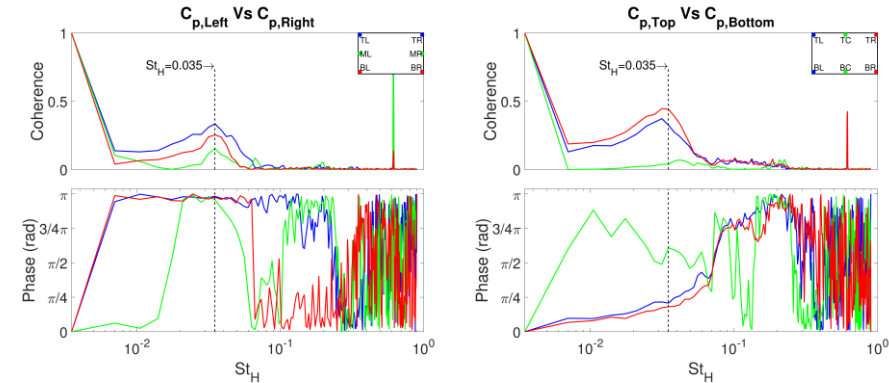 C_p,Left Vs C_p,Right
1
0.5
0
Coherence
St_H=0.035→
TL TR
ML MR
BL BR
π
3/4π
π/2
π/4
0
Phase (rad)
10^-2 10^-1 10^0
St_H
C_p,Top Vs C_p,Bottom
1
0.5
0
Coherence
St_H=0.035→
TL TC TR
BL BC BR
π
3/4π
π/2
π/4
0
Phase (rad)
10^-2 10^-1 10^0
St_H